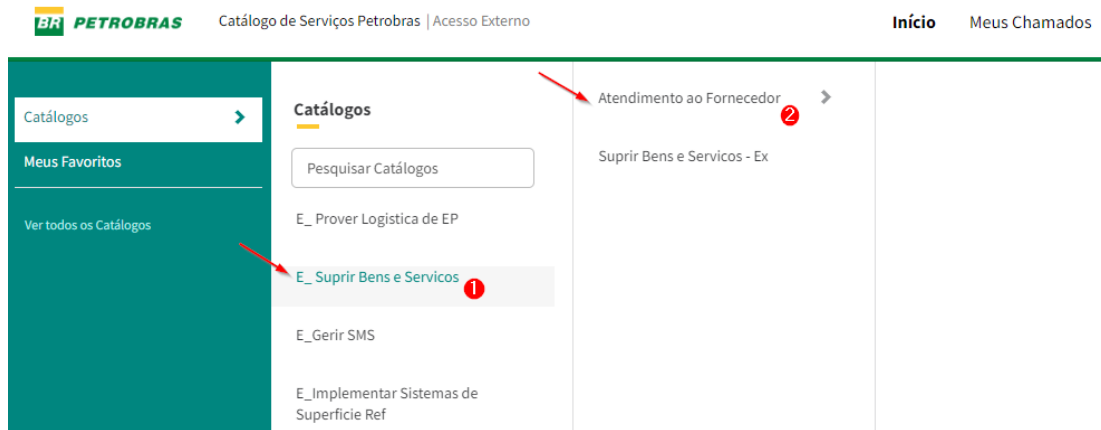 BR PETROBRAS Catálogo de Serviços Petrobras | Acesso Externo Início Meus Chamados
Catálogos
Meus Favoritos
Ver todos os Catálogos
Catálogos
Pesquisar Catálogos
E_ Prover Logistica de EP
E_ Suprir Bens e Servicos
1
E_Gerir SMS
E_Implementar Sistemas de
Superficie Ref
Atendimento ao Fornecedor
2
Suprir Bens e Servicos - Ex